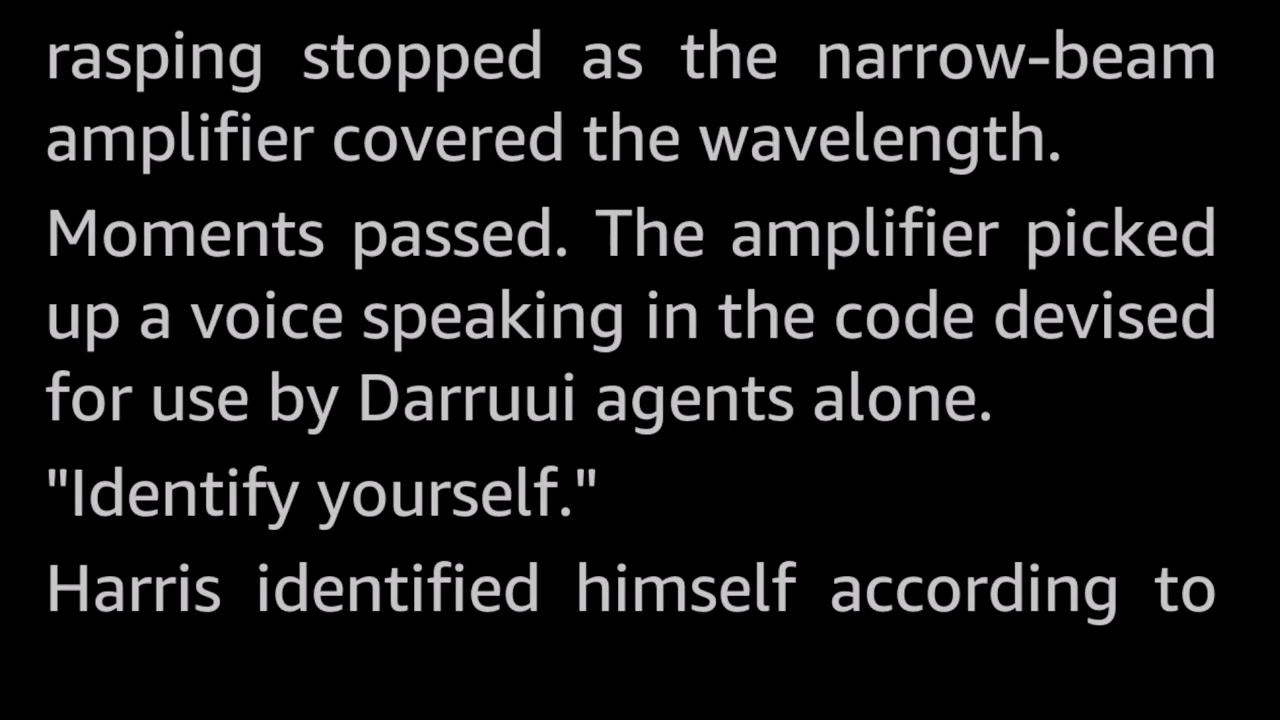 rasping stopped as the narrow-beam
amplifier covered the wavelength.
Moments passed. The amplifier picked
up a voice speaking in the code devised
for use by Darruui agents alone.
"Identify yourself."
Harris identified himself according to